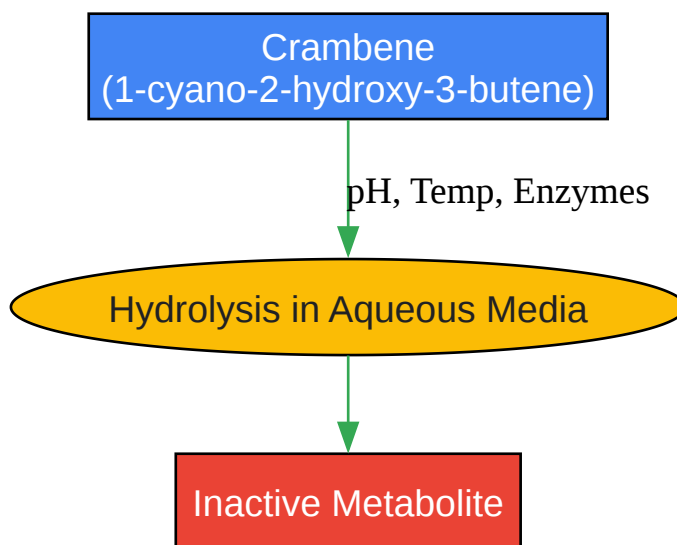 Crambene
(1-cyano-2-hydroxy-3-butene)
pH, Temp, Enzymes
Hydrolysis in Aqueous Media
Inactive Metabolite